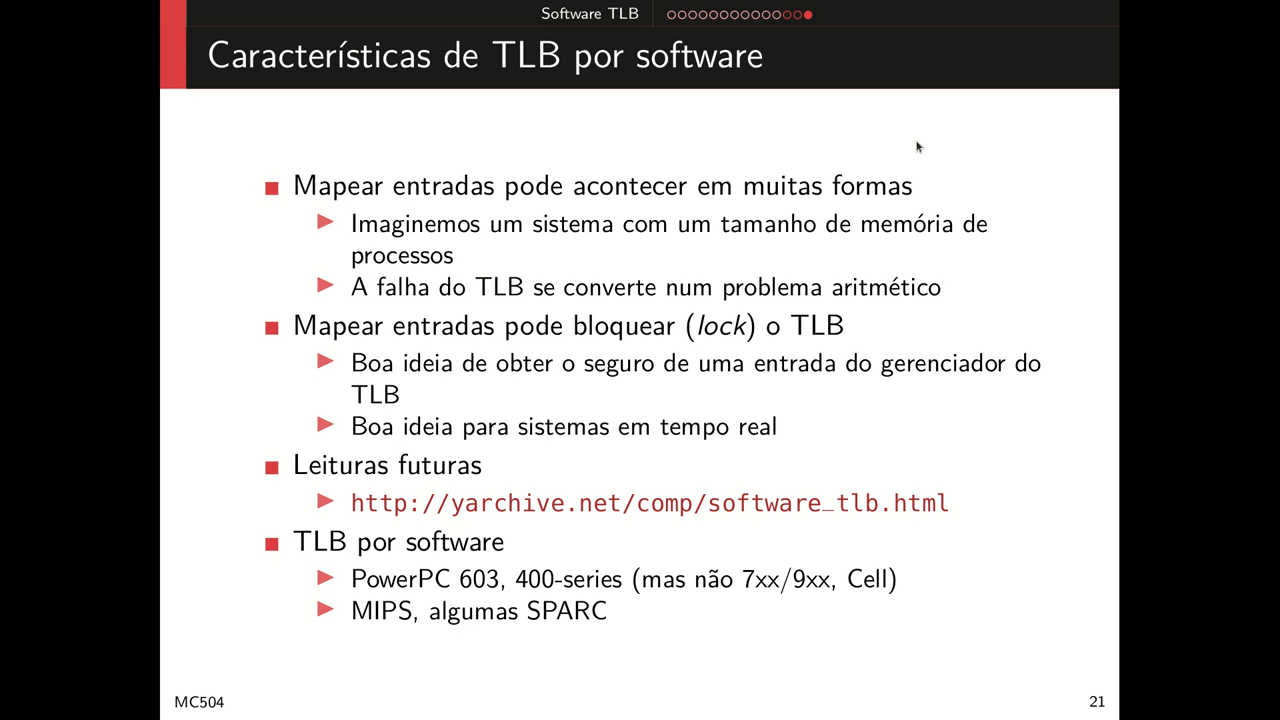 Software TLB
Características de TLB por software
Mapear entradas pode acontecer em muitas formas
Imaginemos um sistema com um tamanho de memória de
processos
A falha do TLB se converte num problema aritmético
Mapear entradas pode bloquear (lock) o TLB
Boa ideia de obter o seguro de uma entrada do gerenciador do
TLB
Boa ideia para sistemas em tempo real
Leituras futuras
http://yarchive.net/comp/software_tlb.html
TLB por software
PowerPC 603, 400-series (mas não 7xx/9xx, Cell)
MIPS, algumas SPARC
MC504
21